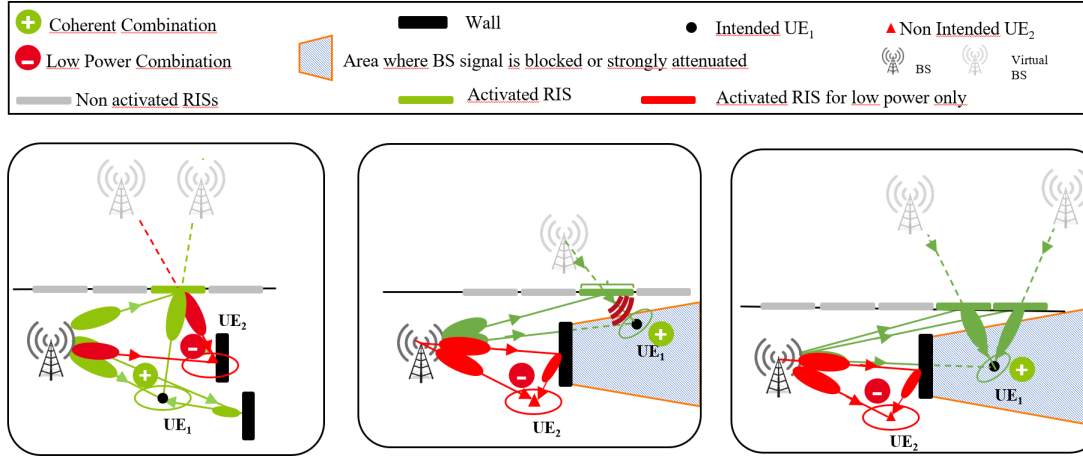 + Coherent Combination
Wall
Intended UE1
Non Intended UE2
- Low Power Combination
Area where BS signal is blocked or strongly attenuated
BS
Virtual
BS
Non activated RISs
Activated RIS
Activated RIS for low power only
UE2
-
+
UE1
+
UE1
-
UE2
+
UE1
-
UE2